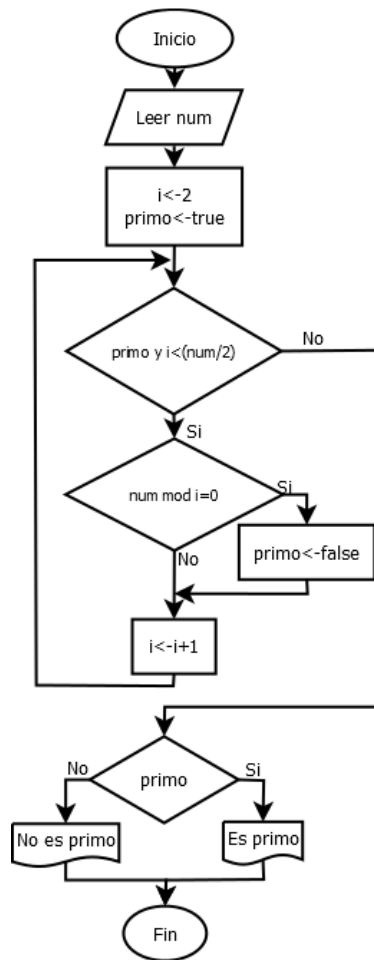 Inicio
Leer num
i<-2
primo<-true
primo y i<(num/2)
No
Si
num mod i=0
Si
primo<-false
No
i<-i+1
primo
No
Si
No es primo
Es primo
Fin